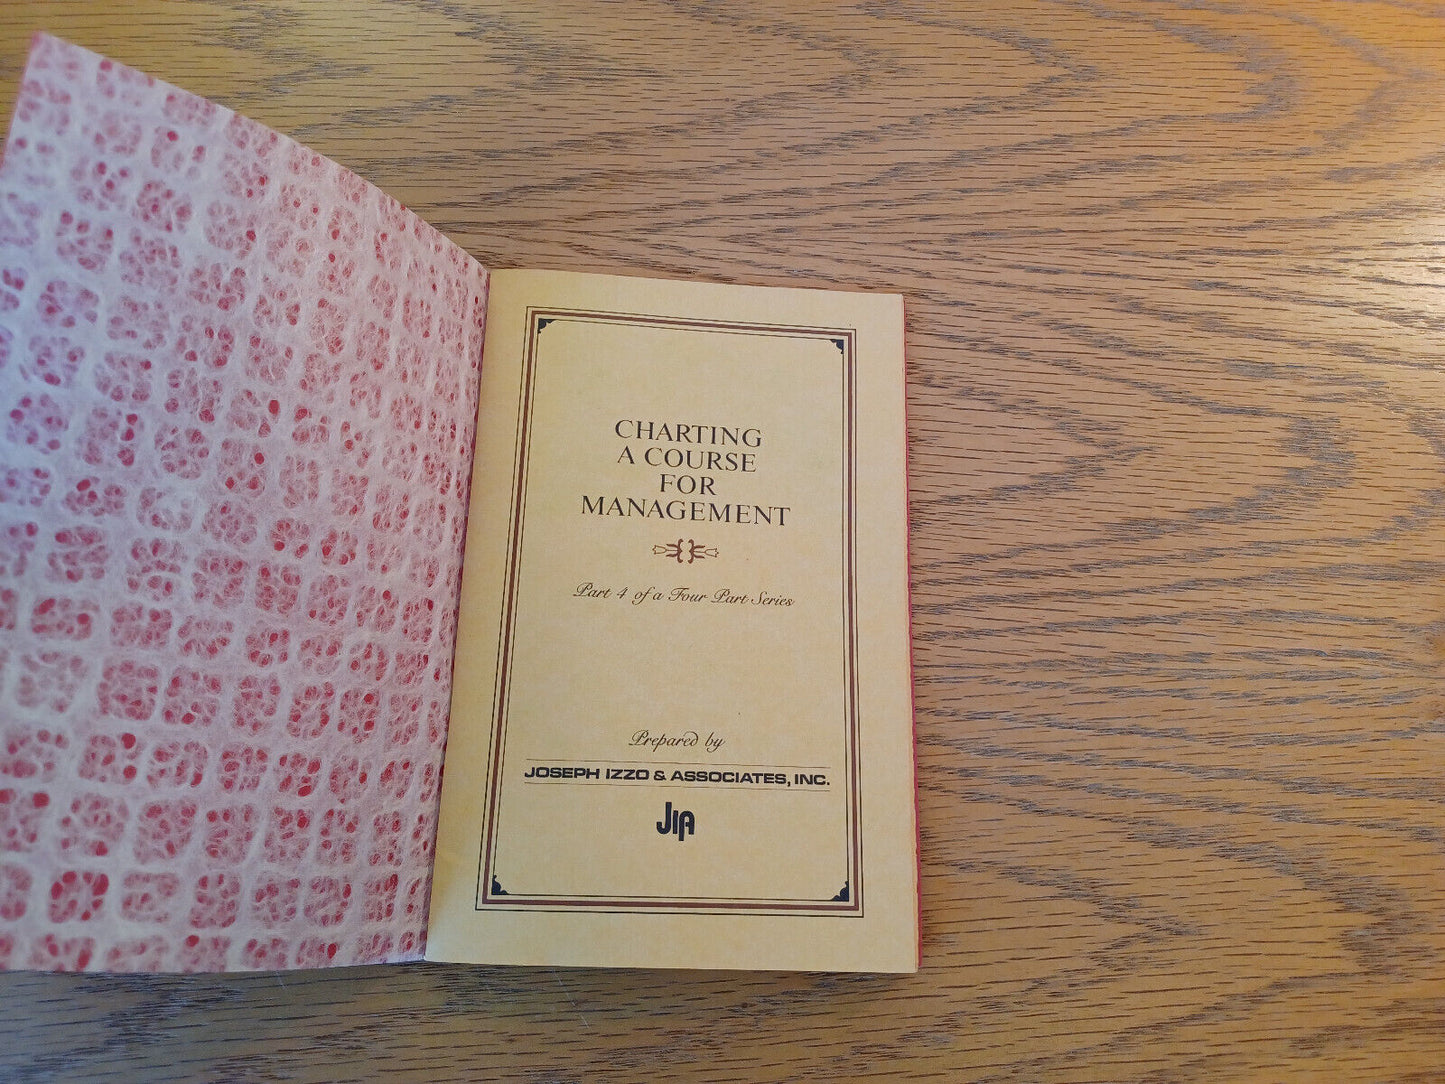 CHARTING
A COURSE
FOR
MANAGEMENT
Part 4 of a Four Part Series
Prepared by
JOSEPH IZZO & ASSOCIATES, INC.
JIA